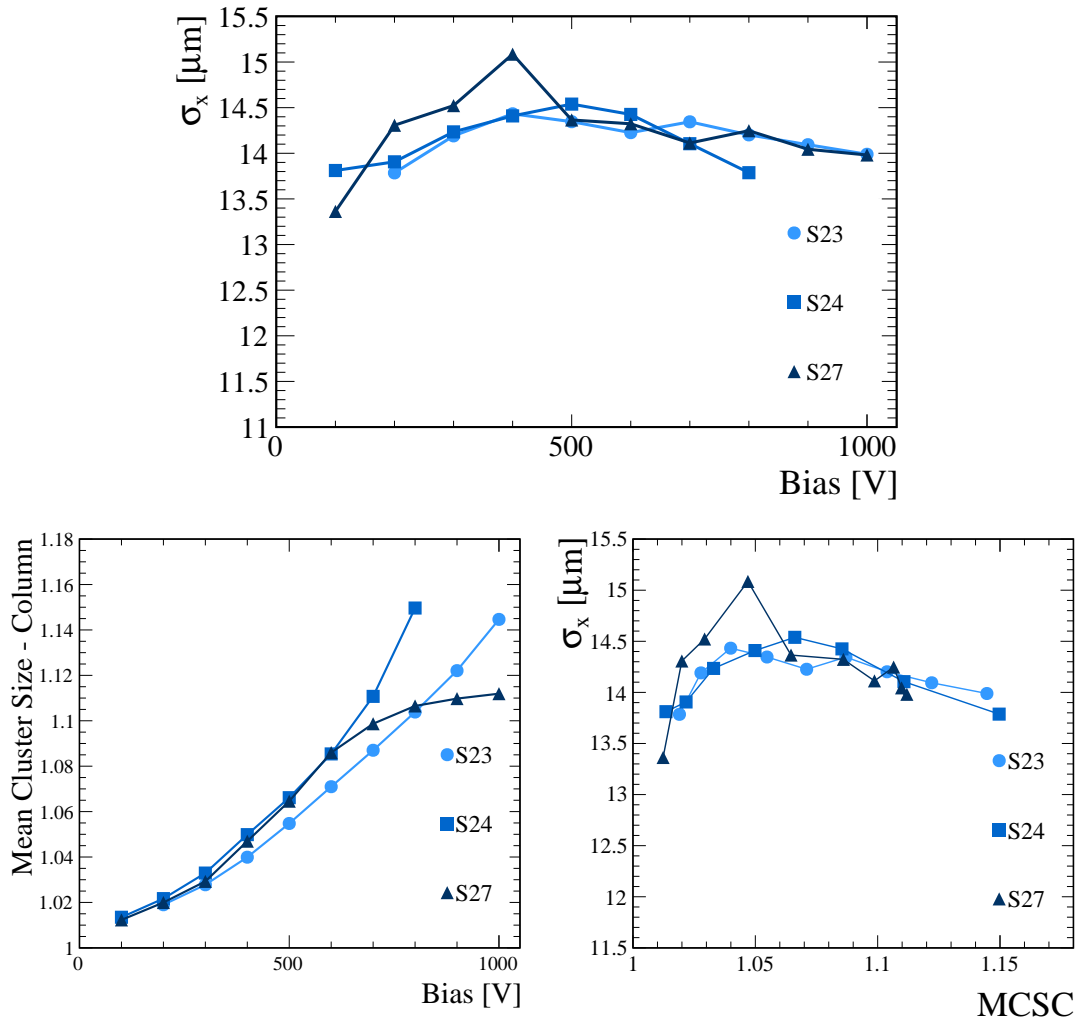 σx [μm]
15.5
15
14.5
14
13.5
13
12.5
12
11.5
11
0
500
1000
Bias [V]
S23
S24
S27
Mean Cluster Size - Column
1.18
1.16
1.14
1.12
1.1
1.08
1.06
1.04
1.02
1
0
500
1000
Bias [V]
S23
S24
S27
σx [μm]
15.5
15
14.5
14
13.5
13
12.5
12
11.5
1
1.05
1.1
1.15
MCSC
S23
S24
S27